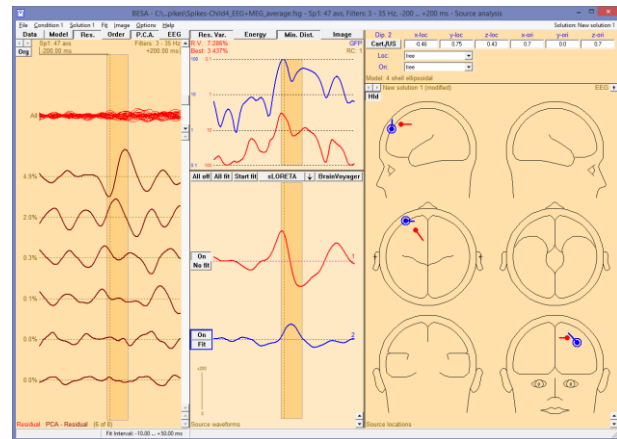 BESA - C:\...pikes\Spikes-Child4_EEG+MEG_average.fsg - Sp1: 47 avs, Filters: 3 - 35 Hz, -200 ... +200 ms - Source analysis
File Condition 1 Solution 1 Fit Image Options Help
Solution: New solution 1
Data Model Res. Order P.C.A. EEG
Res. Var. Energy Min. Dist. Image
Dip. 2 x-loc y-loc z-loc x-ori y-ori z-ori
Cart./US -0.46 0.75 0.43 0.7 0.0 0.7
Sp1: 47 avs Filters: 3 - 35 Hz
Org -200.00 ms +200.00 ms
R.V.: 7.286% GFP
Best: 3.437% RC: 1
100
0.1
1
10
0.1 100
Loc: free
Ori: free
Model: 4 shell ellipsoidal
New solution 1 (modified) EEG
Hld
All
4.9%
2.0%
0.3%
0.1%
0.0%
0.0%
All off All fit Start fit sLORETA BrainVoyager
On 1
No fit
On 2
Fit
+200
0
Residual PCA - Residual (6 of 6)
Source waveforms
Source locations
Fit Interval: -10.00 ... +50.00 ms